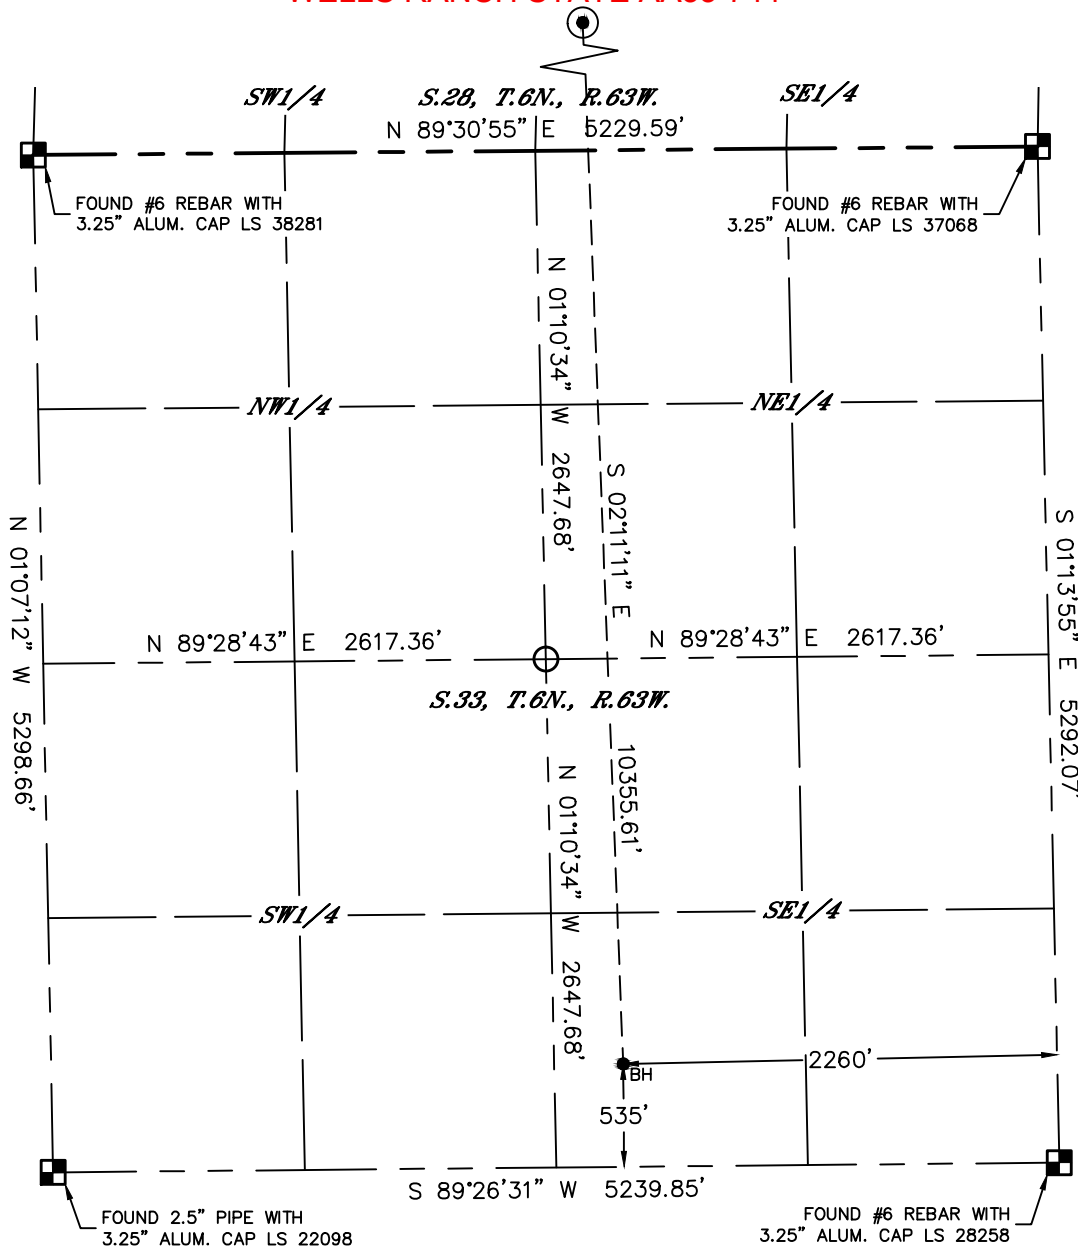 SW1/4
S.28, T.6N., R.63W.
SE1/4
N 89°30'55" E 5229.59'
FOUND #6 REBAR WITH
3.25" ALUM. CAP LS 38281
FOUND #6 REBAR WITH
3.25" ALUM. CAP LS 37068
N 01°10'34" W 2647.68'
NW1/4
NE1/4
S 02°11'11" E
10355.61'
N 01°07'12" W 5298.66'
S 01°13'55" E 5292.07'
N 89°28'43" E 2617.36'
N 89°28'43" E 2617.36'
S.33, T.6N., R.63W.
N 01°10'34" W 2647.68'
SW1/4
SE1/4
BH
2260'
535'
S 89°26'31" W 5239.85'
FOUND 2.5" PIPE WITH
3.25" ALUM. CAP LS 22098
FOUND #6 REBAR WITH
3.25" ALUM. CAP LS 28258